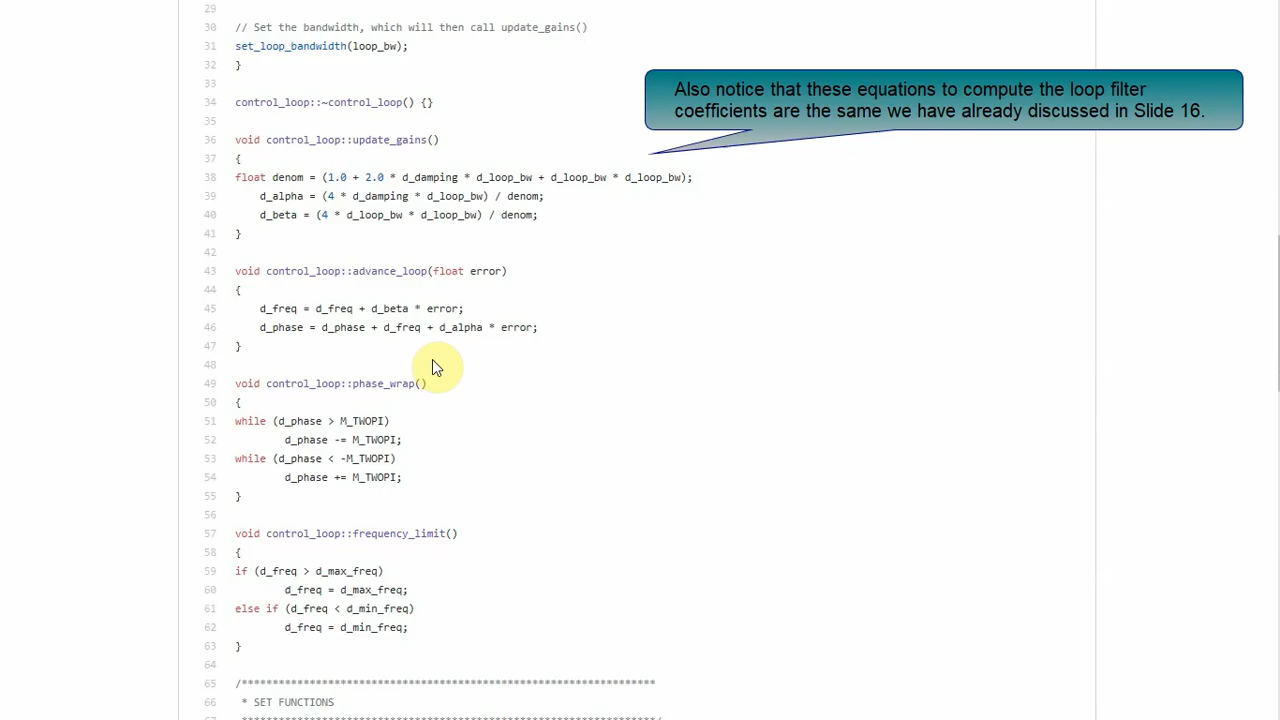 29
30 // Set the bandwidth, which will then call update_gains()
31 set_loop_bandwidth(loop_bw);
32 }
33
34 control_loop::~control_loop() {}
35
36 void control_loop::update_gains()
37 {
38 float denom = (1.0 + 2.0 * d_damping * d_loop_bw + d_loop_bw * d_loop_bw);
39 d_alpha = (4 * d_damping * d_loop_bw) / denom;
40 d_beta = (4 * d_loop_bw * d_loop_bw) / denom;
41 }
42
43 void control_loop::advance_loop(float error)
44 {
45 d_freq = d_freq + d_beta * error;
46 d_phase = d_phase + d_freq + d_alpha * error;
47 }
48
49 void control_loop::phase_wrap()
50 {
51 while (d_phase > M_TWOPI)
52 d_phase -= M_TWOPI;
53 while (d_phase < -M_TWOPI)
54 d_phase += M_TWOPI;
55 }
56
57 void control_loop::frequency_limit()
58 {
59 if (d_freq > d_max_freq)
60 d_freq = d_max_freq;
61 else if (d_freq < d_min_freq)
62 d_freq = d_min_freq;
63 }
64
65 /*******************************************************************
66 * SET FUNCTIONS
67 *******************************************************************/
Also notice that these equations to compute the loop filter
coefficients are the same we have already discussed in Slide 16.